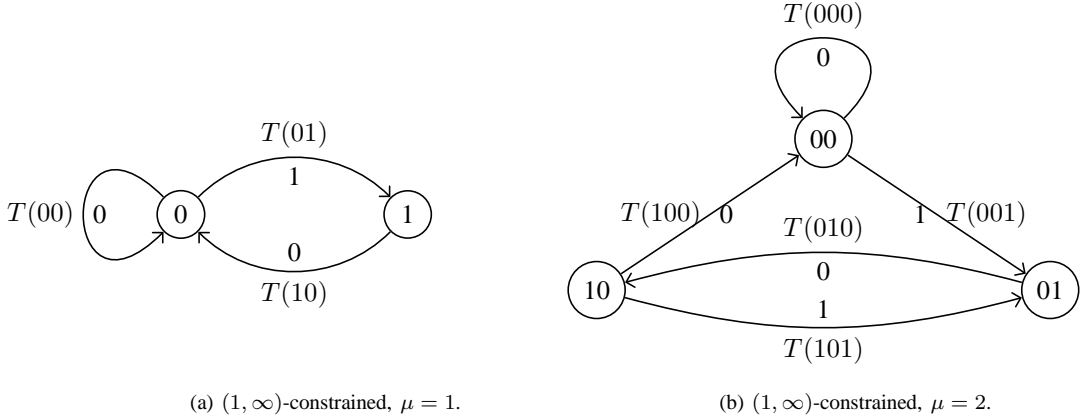 T(01)
1
T(00)
0
0
1
0
T(10)
(a) (1, ∞)-constrained, μ = 1.
T(000)
0
00
T(100)
0
1
T(001)
T(010)
0
10
01
1
T(101)
(b) (1, ∞)-constrained, μ = 2.